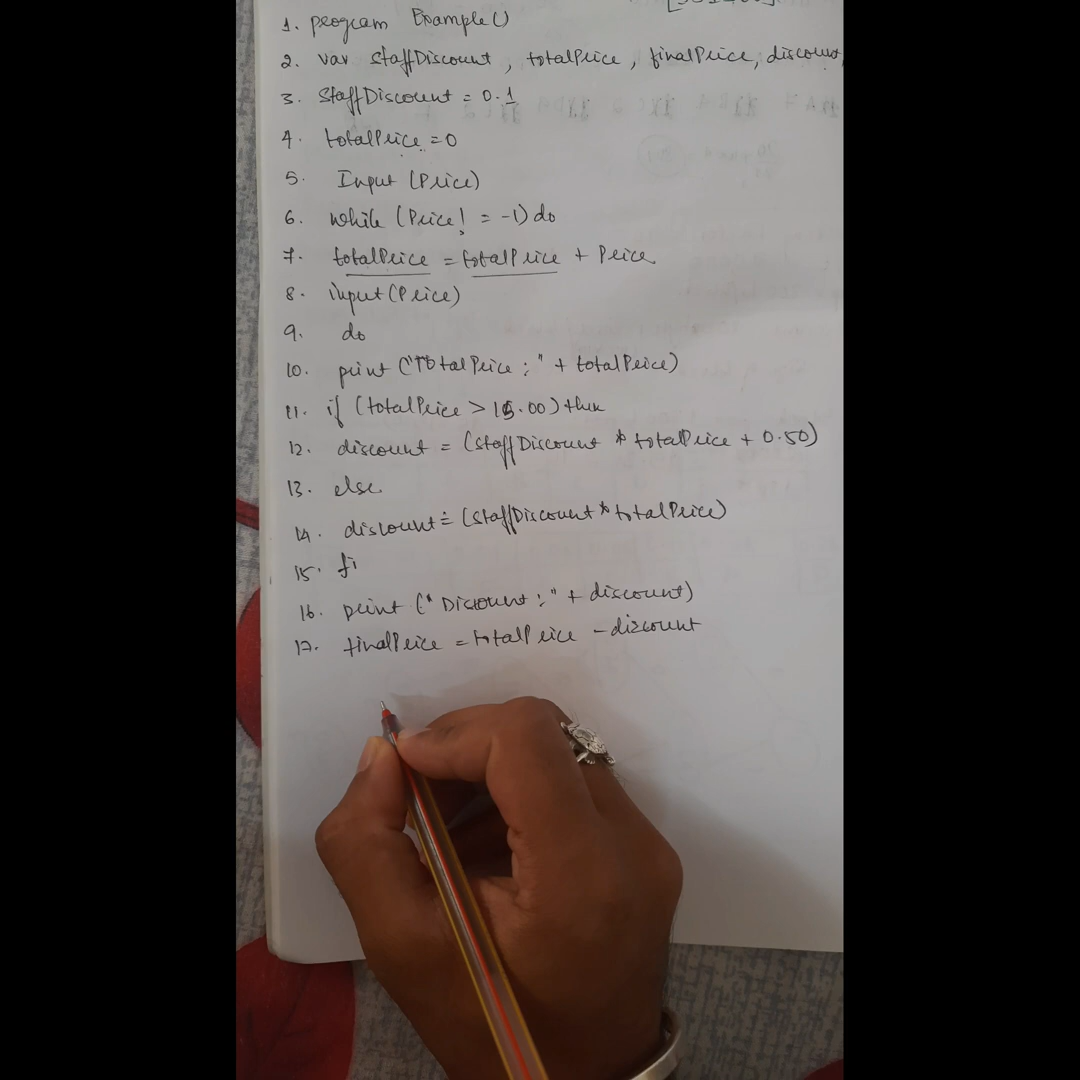 1. program Example()
2. var staffDiscount, totalPrice, finalPrice, discount,
3. StaffDiscount = 0.1
4. totalPrice = 0
5. Input (Price)
6. while (Price! = -1) do
7. totalPrice = totalPrice + Price
8. input (Price)
9. do
10. print ("TotalPrice:" + totalPrice)
11. if (totalPrice > 15.00) then
12. discount = (staffDiscount * totalPrice + 0.50)
13. else
14. discount = (staffDiscount * totalPrice)
15. fi
16. print ("Discount:" + discount)
17. finalPrice = totalPrice - discount